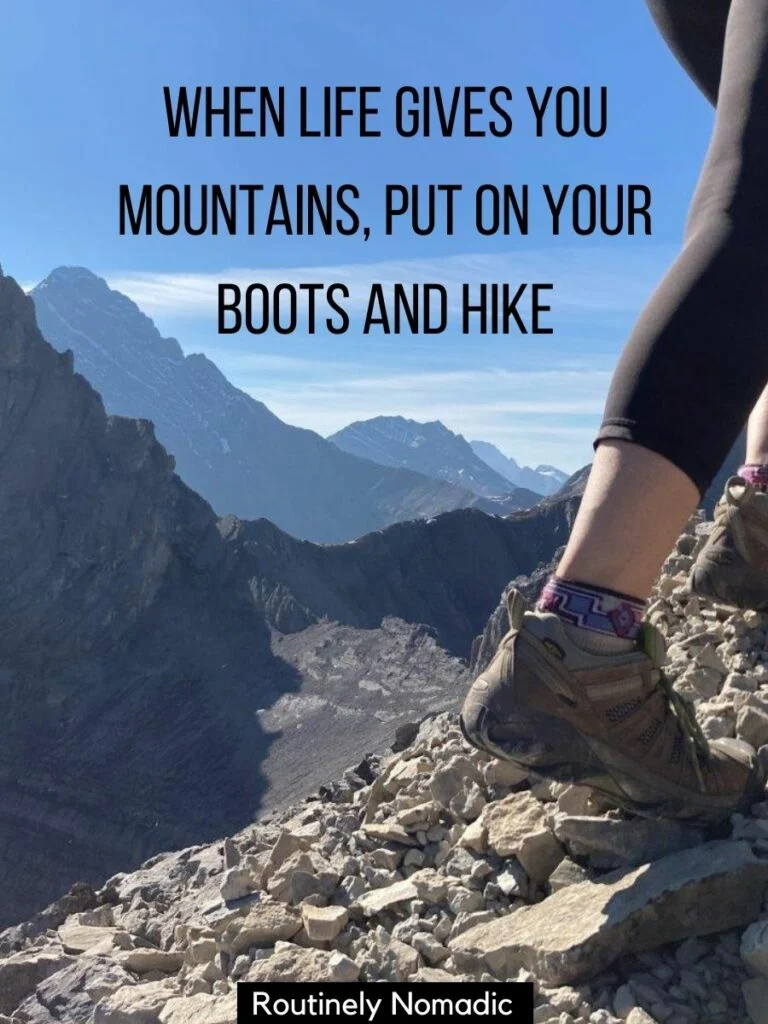 WHEN LIFE GIVES YOU
MOUNTAINS, PUT ON YOUR
BOOTS AND HIKE
Routinely Nomadic